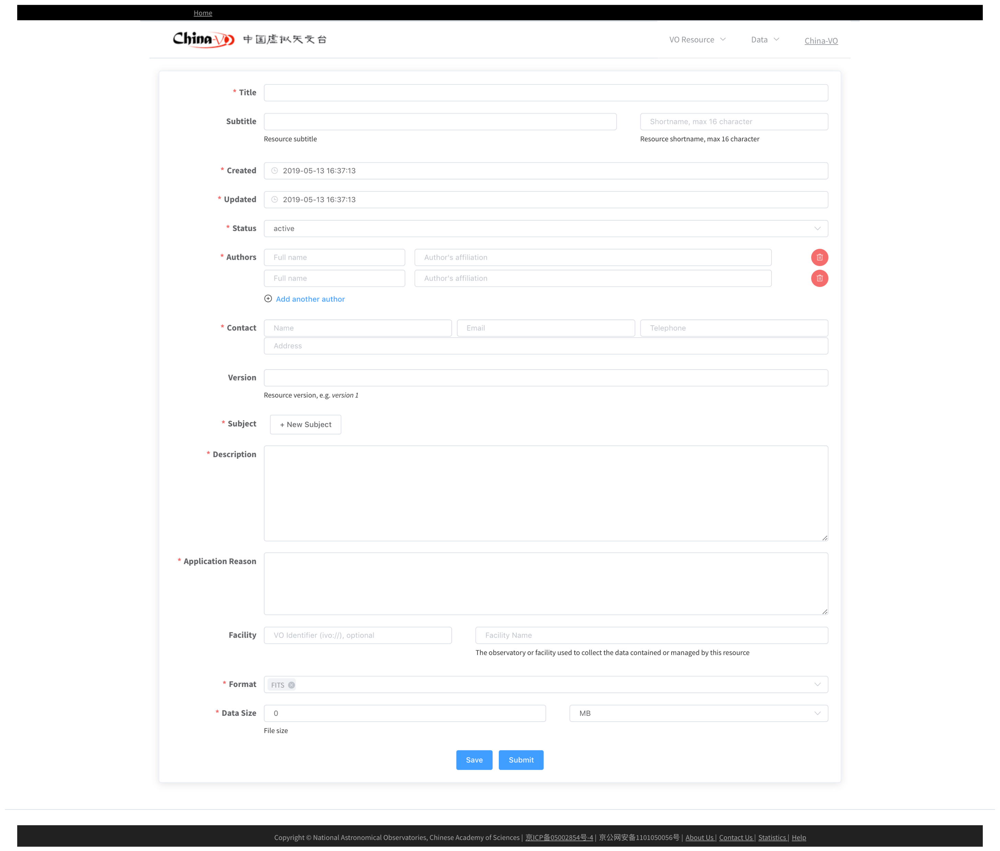 Home
China-VO 中国虚拟天文台
VO Resource Data China-VO
* Title
Subtitle Shortname, max 16 character
Resource subtitle Resource shortname, max 16 character
* Created 2019-05-13 16:37:13
* Updated 2019-05-13 16:37:13
* Status active
* Authors Full name Author's affiliation
Full name Author's affiliation
Add another author
* Contact Name Email Telephone
Address
Version
Resource version, e.g. version 1
* Subject + New Subject
* Description
* Application Reason
Facility VO Identifier (ivo://), optional Facility Name
The observatory or facility used to collect the data contained or managed by this resource
* Format FITS
* Data Size 0 MB
File size
Save Submit
Copyright © National Astronomical Observatories, Chinese Academy of Sciences | 京ICP备05002854号-4 | 京公网安备1101050056号 | About Us | Contact Us | Statistics | Help